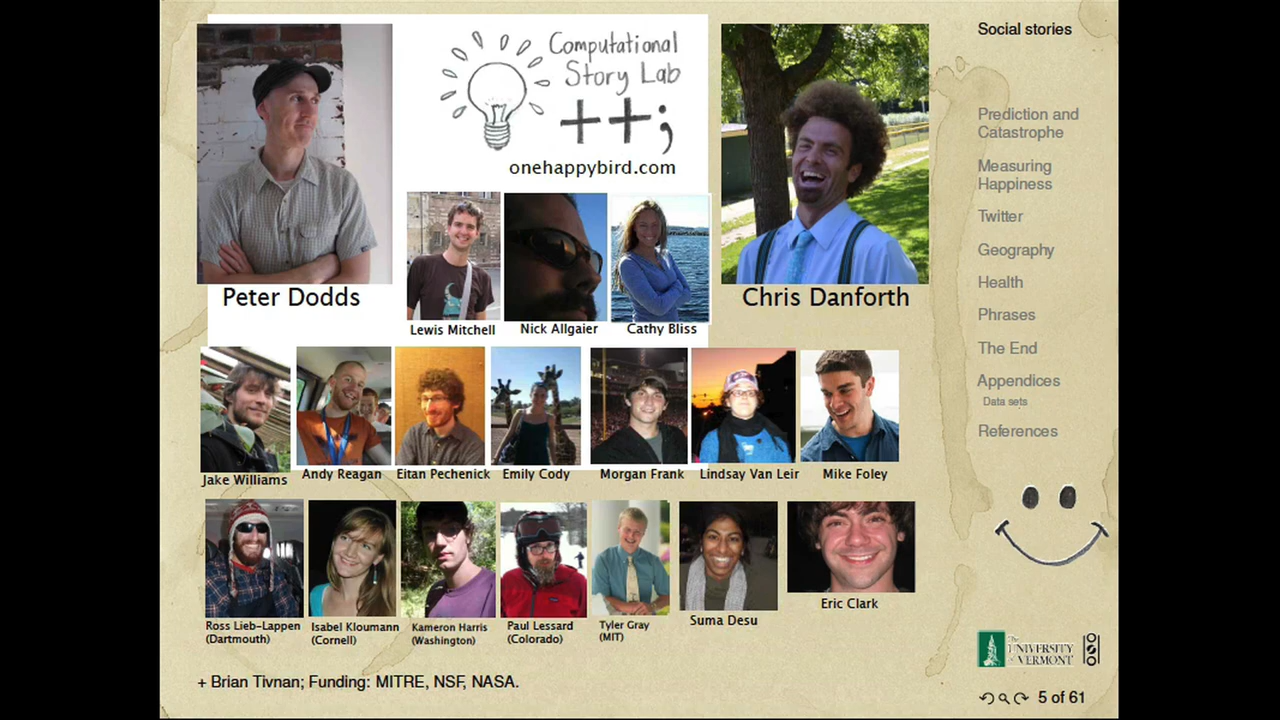 Computational
Story Lab
++;
onehappybird.com
Peter Dodds
Chris Danforth
Lewis Mitchell
Nick Allgaier
Cathy Bliss
Jake Williams
Andy Reagan
Eitan Pechenick
Emily Cody
Morgan Frank
Lindsay Van Leir
Mike Foley
Ross Lieb-Lappen
(Dartmouth)
Isabel Kloumann
(Cornell)
Kameron Harris
(Washington)
Paul Lessard
(Colorado)
Tyler Gray
(MIT)
Suma Desu
Eric Clark
+ Brian Tivnan; Funding: MITRE, NSF, NASA.
Social stories
Prediction and
Catastrophe
Measuring
Happiness
Twitter
Geography
Health
Phrases
The End
Appendices
Data sets
References
The
UNIVERSITY
of VERMONT
5 of 61